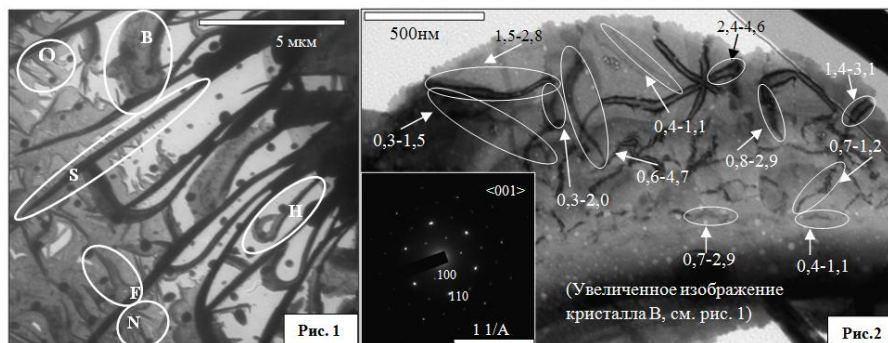 O
B
5 мкм
S
H
F
N
Рис. 1
500нм
1,5-2,8
2,4-4,6
1,4-3,1
0,3-1,5
0,4-1,1
0,8-2,9
0,7-1,2
0,3-2,0
0,6-4,7
<001>
100
110
1 1/A
0,7-2,9
0,4-1,1
(Увеличенное изображение
кристалла В, см. рис. 1)
Рис.2